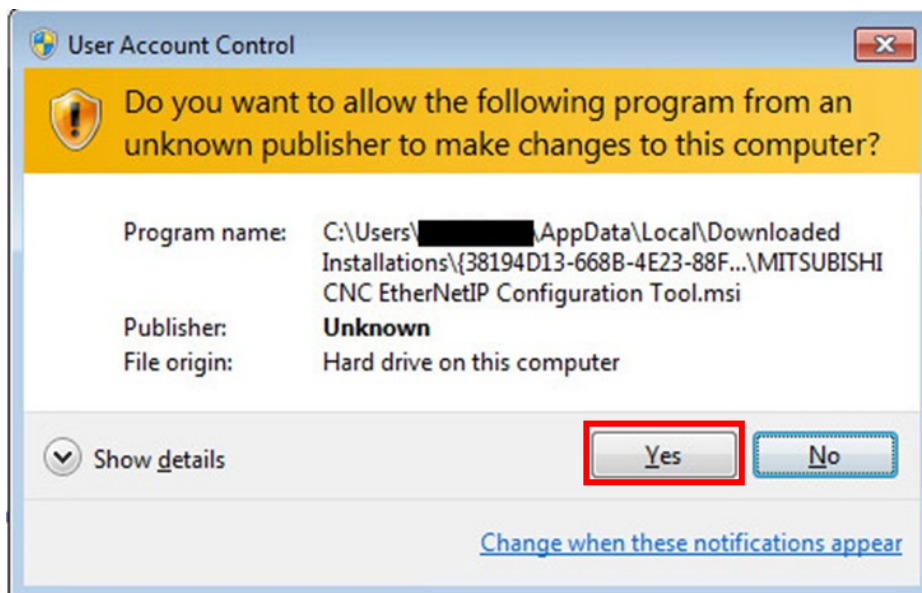 User Account Control
Do you want to allow the following program from an
unknown publisher to make changes to this computer?
Program name: C:\Users\ \AppData\Local\Downloaded
Installations\{38194D13-668B-4E23-88F...\MITSUBISHI
CNC EtherNetIP Configuration Tool.msi
Publisher: Unknown
File origin: Hard drive on this computer
Show details
Yes
No
Change when these notifications appear